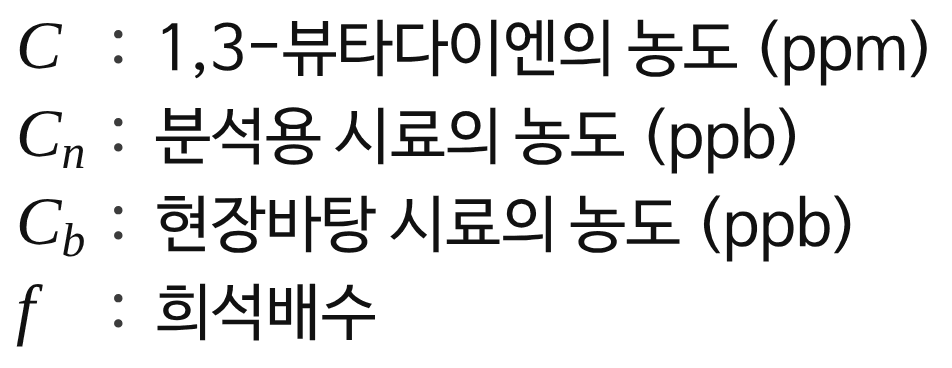 C : 1,3-뷰타다이엔의 농도 (ppm)
Cn : 분석용 시료의 농도 (ppb)
Cb : 현장바탕 시료의 농도 (ppb)
f : 희석배수